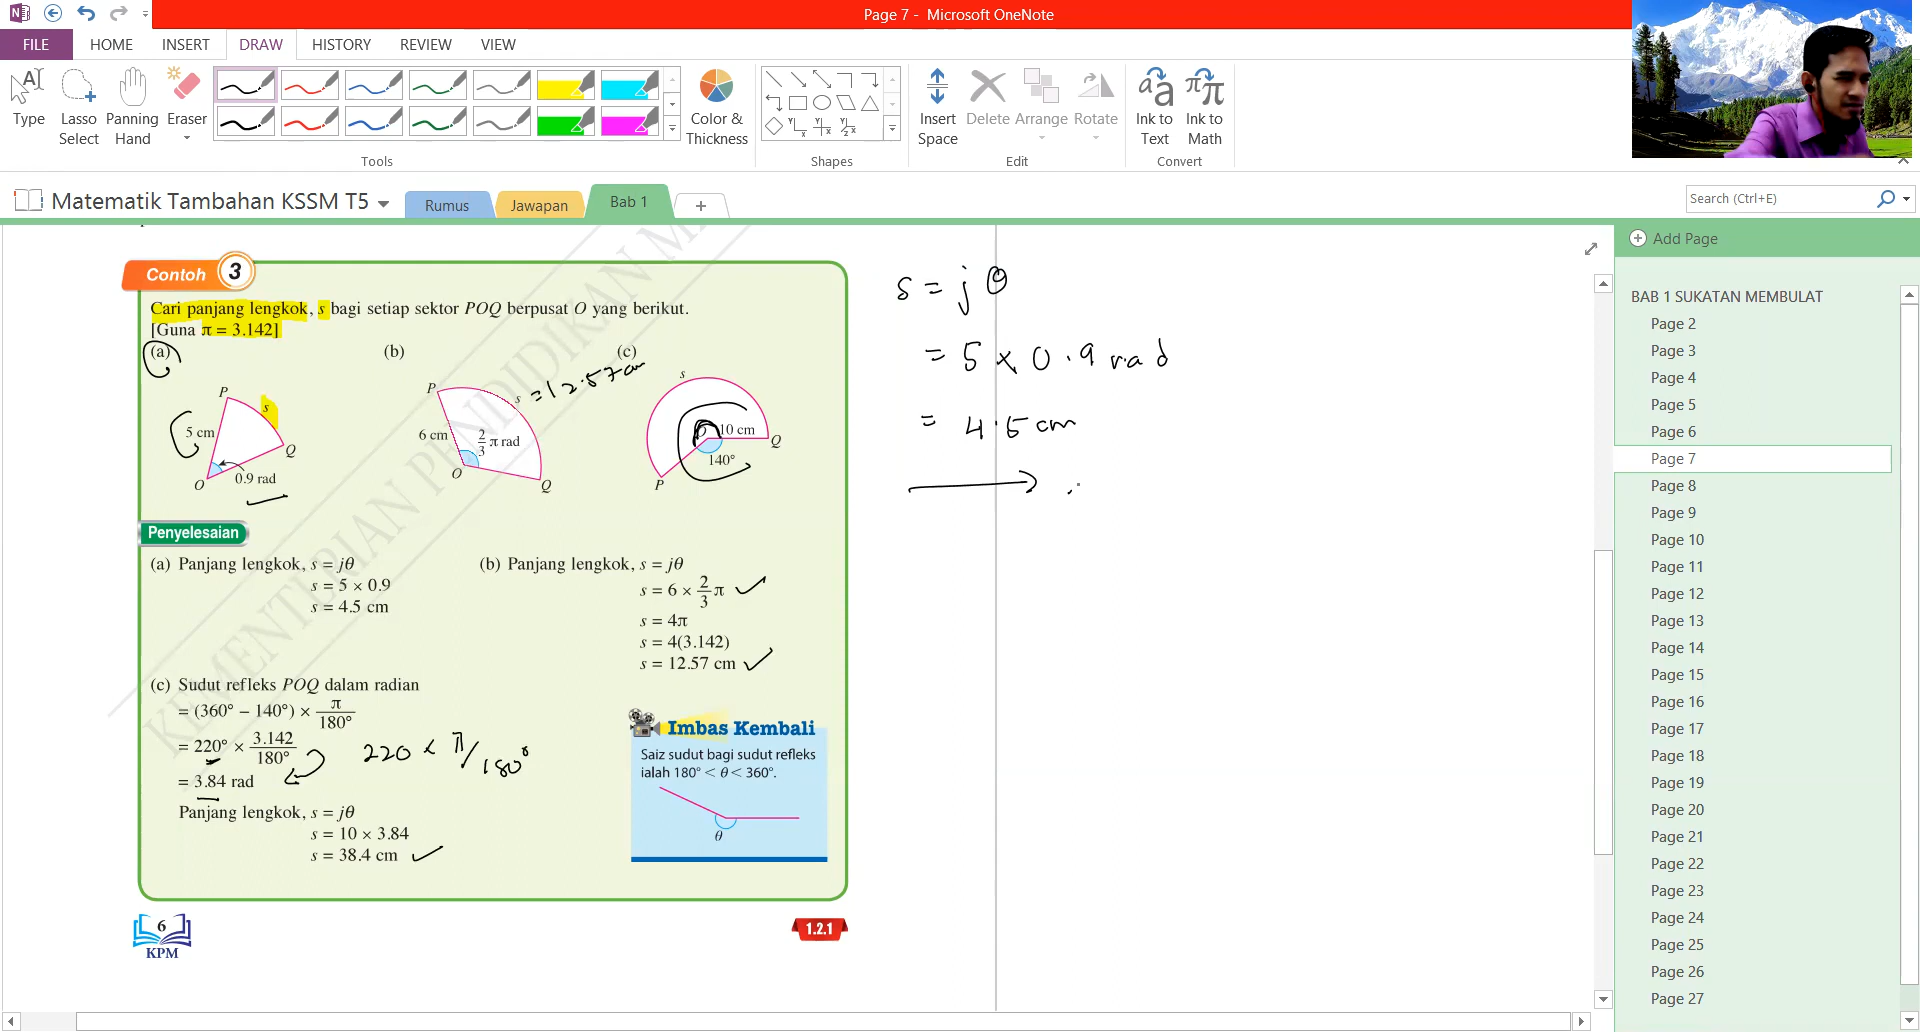 Page 7 - Microsoft OneNote
FILE HOME INSERT DRAW HISTORY REVIEW VIEW
Type
Lasso Select
Panning Hand
Eraser
Color & Thickness
Insert Space
Delete
Arrange
Rotate
Ink to Text
Ink to Math
Tools Shapes Edit Convert
Matematik Tambahan KSSM T5 Rumus Jawapan Bab 1
Search (Ctrl+E)
Add Page
BAB 1 SUKATAN MEMBULAT
Page 2
Page 3
Page 4
Page 5
Page 6
Page 7
Page 8
Page 9
Page 10
Page 11
Page 12
Page 13
Page 14
Page 15
Page 16
Page 17
Page 18
Page 19
Page 20
Page 21
Page 22
Page 23
Page 24
Page 25
Page 26
Page 27
Contoh 3
Cari panjang lengkok, s bagi setiap sektor POQ berpusat O yang berikut.
[Guna π = 3.142]
(a) (b) (c)
P s 5 cm Q O 0.9 rad
P s = 12.57 cm 6 cm 2/3 π rad O Q
s O 10 cm Q 140° P
Penyelesaian
(a) Panjang lengkok, s = jθ
s = 5 × 0.9
s = 4.5 cm
(b) Panjang lengkok, s = jθ
s = 6 × 2/3 π
s = 4π
s = 4(3.142)
s = 12.57 cm
(c) Sudut refleks POQ dalam radian
= (360° − 140°) × π/180°
= 220° × 3.142/180°
= 3.84 rad
220 × π/180°
Panjang lengkok, s = jθ
s = 10 × 3.84
s = 38.4 cm
Imbas Kembali
Saiz sudut bagi sudut refleks
ialah 180° < θ < 360°.
θ
6
KPM
1.2.1
KEMENTERIAN PENDIDIKAN
s = jθ
= 5 × 0.9 rad
= 4.5 cm